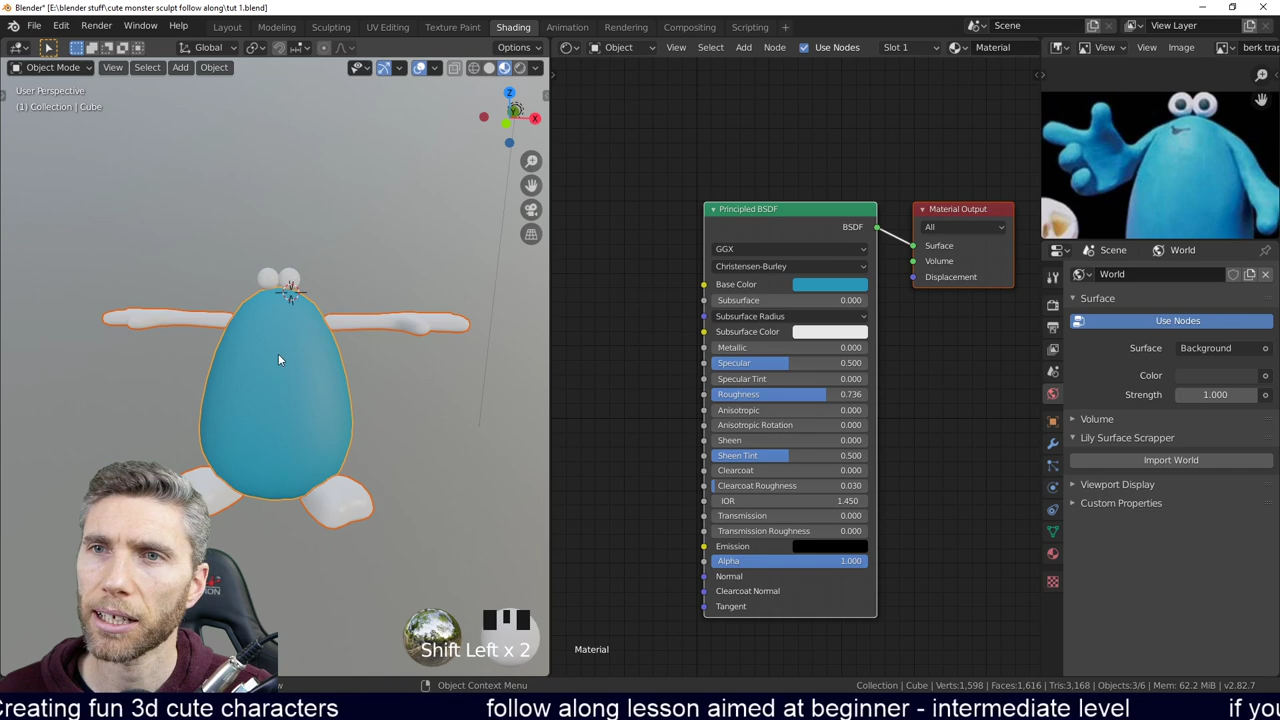 Blender* [E:\blender stuff\cute monster sculpt follow along\tut 1.blend]
File Edit Render Window Help Layout Modeling Sculpting UV Editing Texture Paint Shading Animation Rendering Compositing Scripting Scene View Layer
Global Options Object View Select Add Node Use Nodes Slot 1 Material View View Image berk trap
Object Mode View Select Add Object
User Perspective
(1) Collection | Cube
Z
Y
X
Principled BSDF
BSDF
GGX
Christensen-Burley
Base Color
Subsurface 0.000
Subsurface Radius
Subsurface Color
Metallic 0.000
Specular 0.500
Specular Tint 0.000
Roughness 0.736
Anisotropic 0.000
Anisotropic Rotation 0.000
Sheen 0.000
Sheen Tint 0.500
Clearcoat 0.000
Clearcoat Roughness 0.030
IOR 1.450
Transmission 0.000
Transmission Roughness 0.000
Emission
Alpha 1.000
Normal
Clearcoat Normal
Tangent
Material Output
All
Surface
Volume
Displacement
Scene World
World
Surface
Use Nodes
Surface Background
Color
Strength 1.000
Volume
Lily Surface Scrapper
Import World
Viewport Display
Custom Properties
Shift Left x 2
Material
Object Context Menu
Collection | Cube | Verts:1,598 | Faces:1,616 | Tris:3,168 | Objects:3/6 | Mem: 62.2 MiB | v2.82.7
Creating fun 3d cute characters follow along lesson aimed at beginner - intermediate level if you